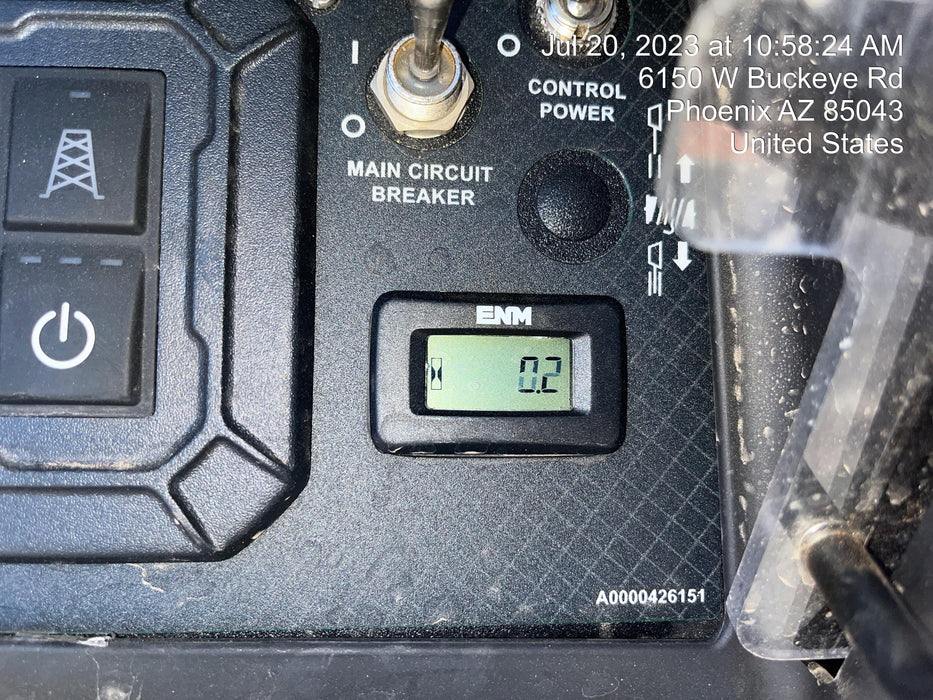 Jul 20, 2023 at 10:58:24 AM
6150 W Buckeye Rd
Phoenix AZ 85043
United States
CONTROL
POWER
MAIN CIRCUIT
BREAKER
ENM
0.2
A0000426151